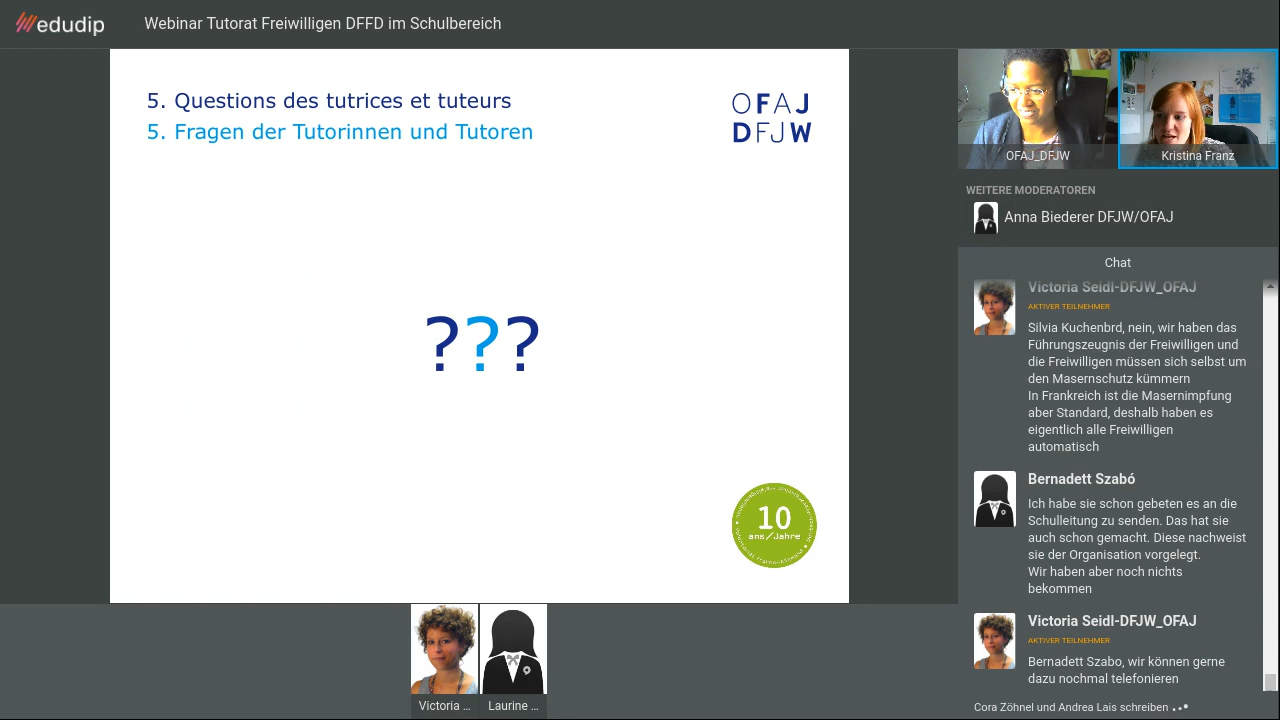 edudip
Webinar Tutorat Freiwilligen DFFD im Schulbereich
5. Questions des tutrices et tuteurs
5. Fragen der Tutorinnen und Tutoren
OFAJ
DFJW
???
10
ans/Jahre
OFAJ_DFJW
Kristina Franz
WEITERE MODERATOREN
Anna Biederer DFJW/OFAJ
Chat
Victoria Seidl-DFJW_OFAJ
AKTIVER TEILNEHMER
Silvia Kuchenbrd, nein, wir haben das
Führungszeugnis der Freiwilligen und
die Freiwilligen müssen sich selbst um
den Masernschutz kümmern
In Frankreich ist die Masernimpfung
aber Standard, deshalb haben es
eigentlich alle Freiwilligen
automatisch
Bernadett Szabó
Ich habe sie schon gebeten es an die
Schulleitung zu senden. Das hat sie
auch schon gemacht. Diese nachweist
sie der Organisation vorgelegt.
Wir haben aber noch nichts
bekommen
Victoria Seidl-DFJW_OFAJ
AKTIVER TEILNEHMER
Bernadett Szabo, wir können gerne
dazu nochmal telefonieren
Cora Zöhnel und Andrea Lais schreiben
Victoria ...
Laurine ...